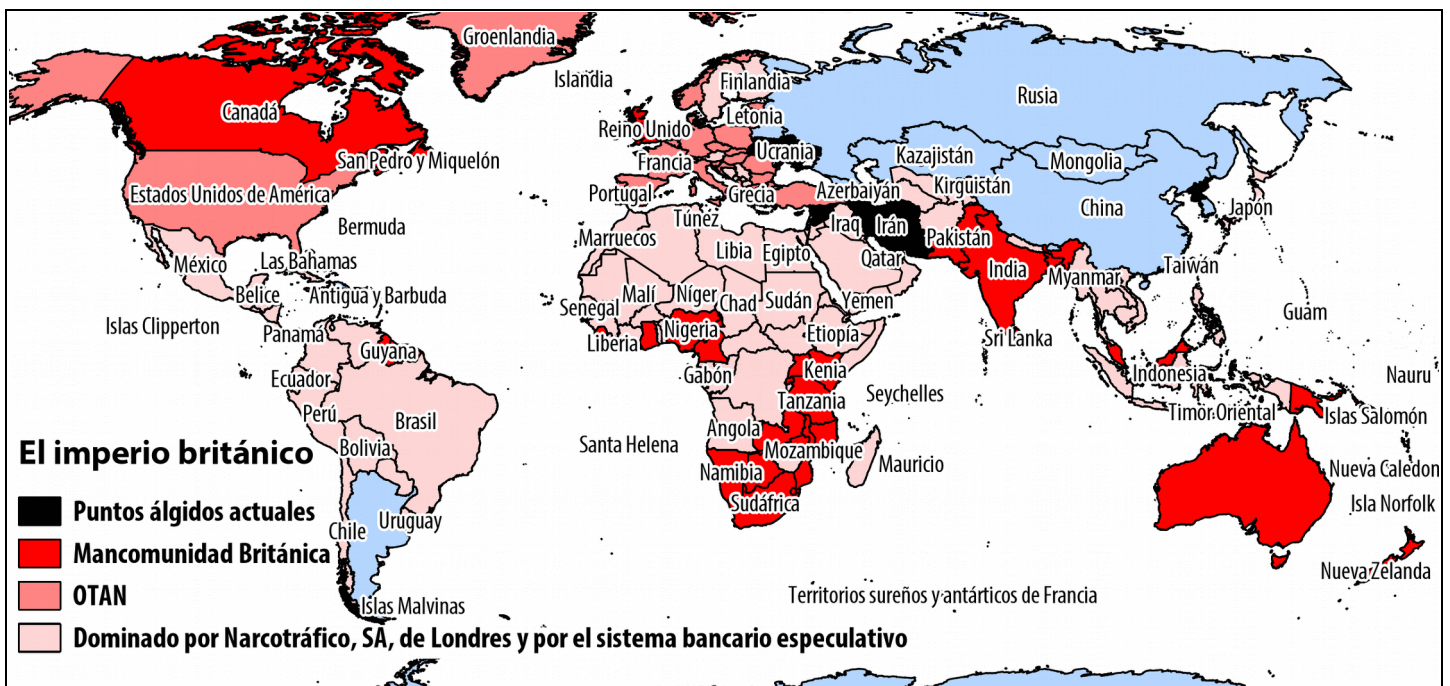 Groenlandia
Islandia
Finlandia
Rusia
Canadá
Letonia
Reino Unido
Ucrania
San Pedro y Miquelón
Francia
Kazajistán
Mongolia
Estados Unidos de América
Portugal
Grecia
Azerbaiyán
Kirguistán
China
Japón
Bermuda
Túnez
Marruecos
Iraq
Irán
Pakistán
Libia
Egipto
Qatar
India
Taiwán
México
Las Bahamas
Myanmar
Belice
Antigua y Barbuda
Senegal
Malí
Níger
Chad
Sudán
Yemen
Guam
Islas Clipperton
Panamá
Liberia
Nigeria
Etiopía
Sri Lanka
Guyana
Ecuador
Gabón
Kenia
Indonesia
Nauru
Perú
Brasil
Tanzania
Seychelles
Timor Oriental
Islas Salomón
Angola
Santa Helena
Bolivia
Mozambique
Mauricio
Namibia
Nueva Caledon
Sudáfrica
Isla Norfolk
Chile
Uruguay
Nueva Zelanda
Islas Malvinas
Territorios sureños y antárticos de Francia
El imperio británico
Puntos álgidos actuales
Mancomunidad Británica
OTAN
Dominado por Narcotráfico, SA, de Londres y por el sistema bancario especulativo